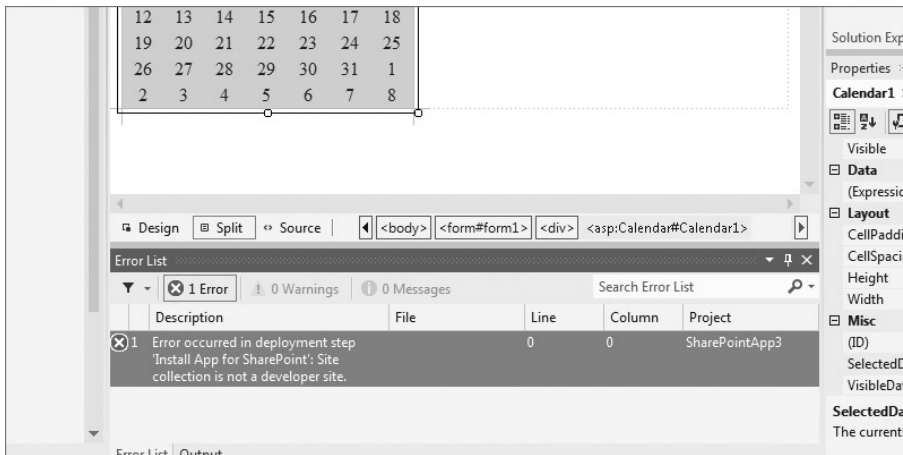 12 13 14 15 16 17 18
19 20 21 22 23 24 25
26 27 28 29 30 31 1
2 3 4 5 6 7 8
Design Split Source <body> <form#form1> <div> <asp:Calendar#Calendar1>
Error List
1 Error 0 Warnings 0 Messages Search Error List
Description File Line Column Project
1 Error occurred in deployment step 0 0 SharePointApp3
'Install App for SharePoint': Site
collection is not a developer site.
Error List Output
Solution Exp
Properties
Calendar1
Visible
Data
(Expressio
Layout
CellPaddi
CellSpaci
Height
Width
Misc
(ID)
SelectedD
VisibleDa
SelectedDa
The current